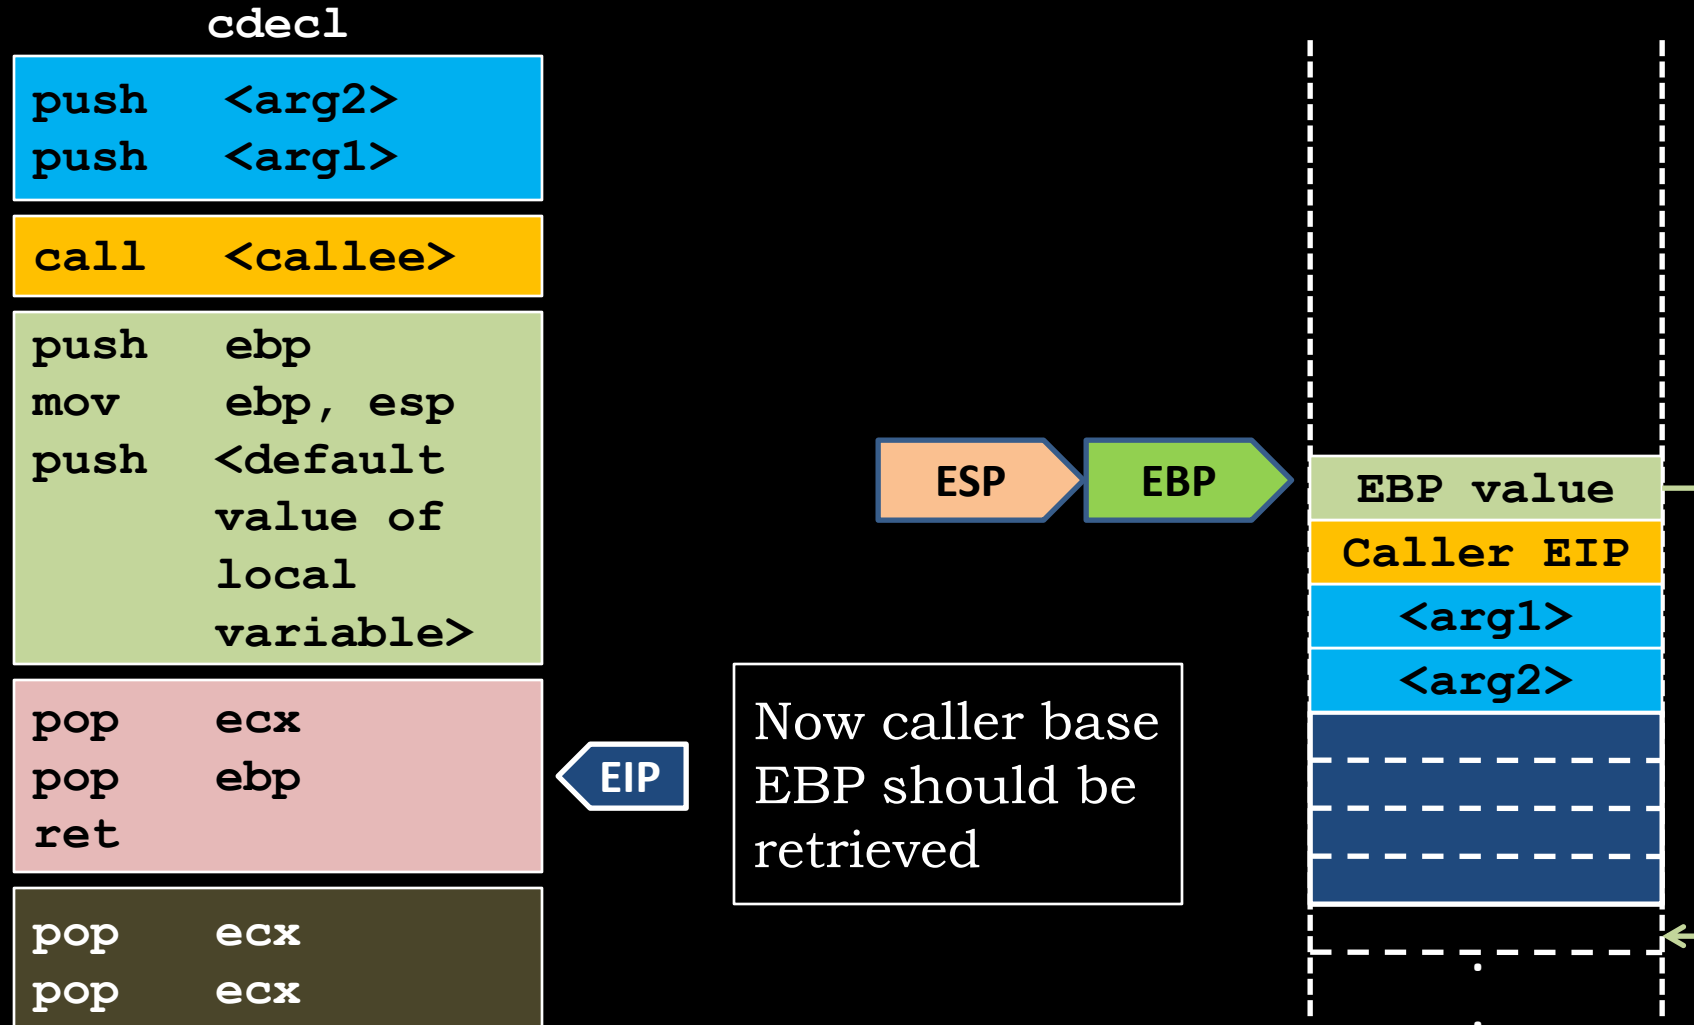 cdecl
push <arg2>
push <arg1>
call <callee>
push ebp
mov ebp, esp
push <default
value of
local
variable>
pop ecx
pop ebp
ret
pop ecx
pop ecx
EIP
Now caller base
EBP should be
retrieved
ESP
EBP
EBP value
Caller EIP
<arg1>
<arg2>